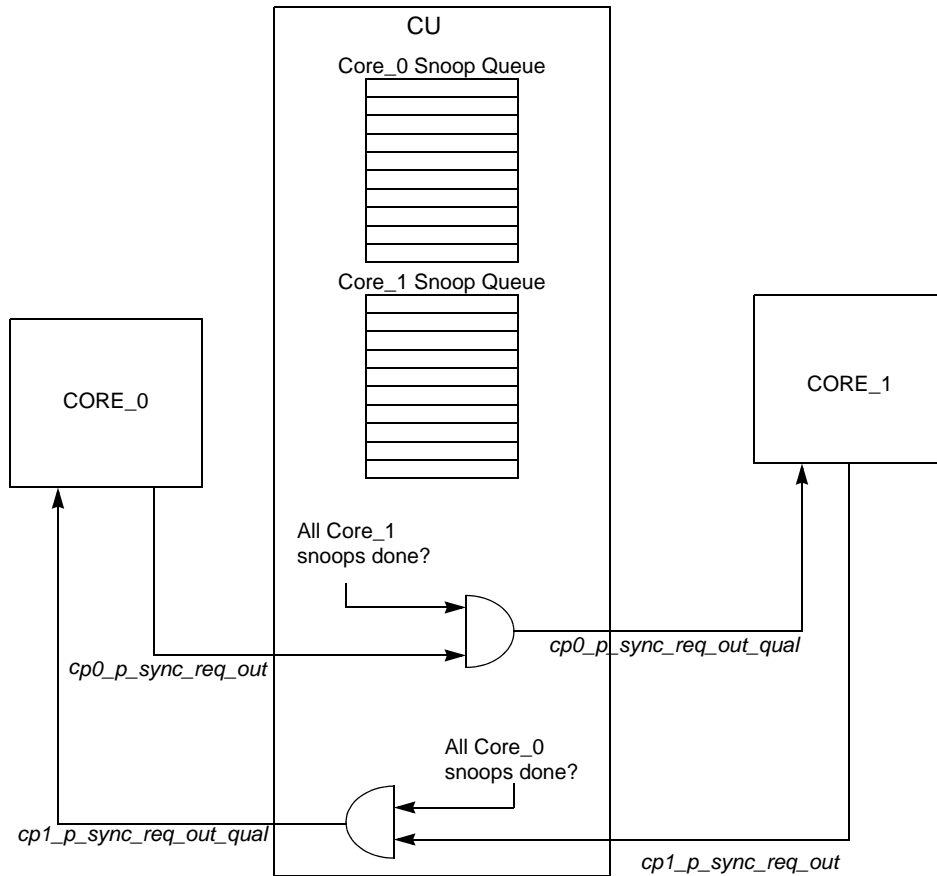 CU
Core_0 Snoop Queue
Core_1 Snoop Queue
CORE_0
CORE_1
All Core_1
snoops done?
cp0_p_sync_req_out
cp0_p_sync_req_out_qual
All Core_0
snoops done?
cp1_p_sync_req_out_qual
cp1_p_sync_req_out